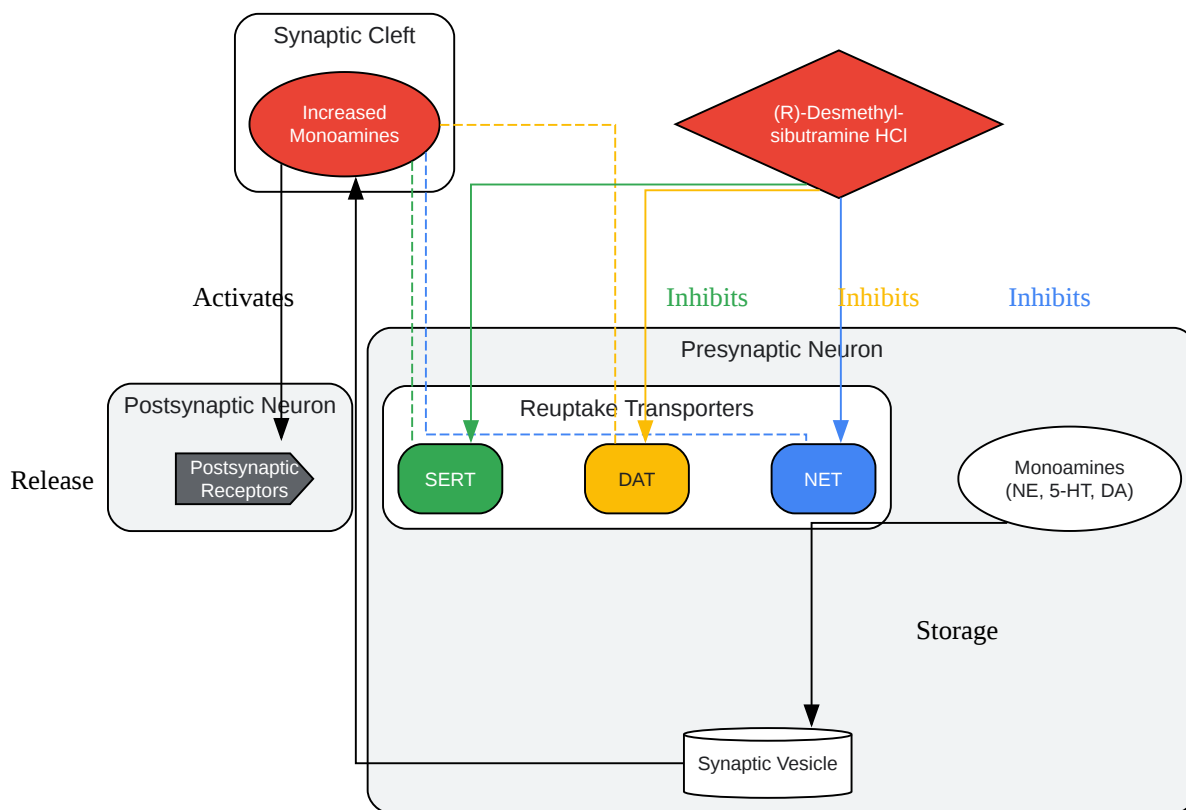 Synaptic Cleft
Increased
Monoamines
(R)-Desmethyl-
sibutramine HCl
Activates
Inhibits
Inhibits
Inhibits
Presynaptic Neuron
Postsynaptic Neuron
Reuptake Transporters
Release
Postsynaptic
Receptors
SERT
DAT
NET
Monoamines
(NE, 5-HT, DA)
Storage
Synaptic Vesicle